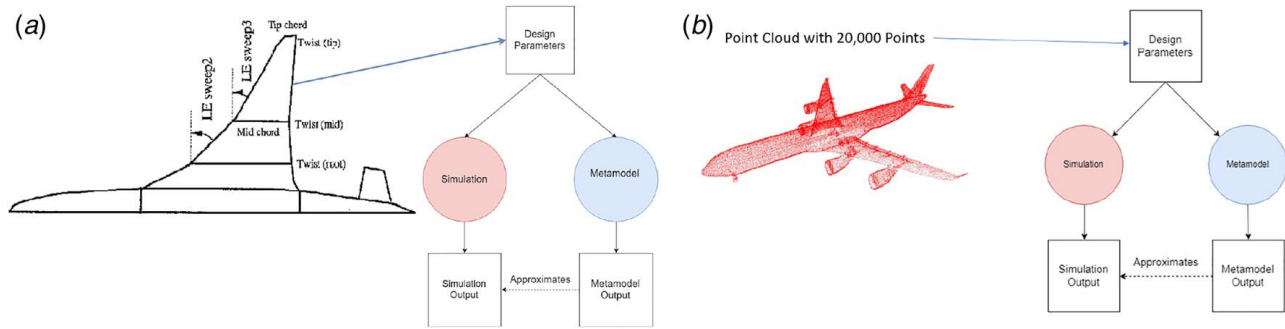 (a)
Tip chord
Twist (tip)
LE sweep3
LE sweep2
Mid chord
Twist (mid)
Twist (root)
Design
Parameters
Simulation
Metamodel
Simulation
Output
Approximates
Metamodel
Output
(b)
Point Cloud with 20,000 Points
Design
Parameters
Simulation
Metamodel
Simulation
Output
Approximates
Metamodel
Output